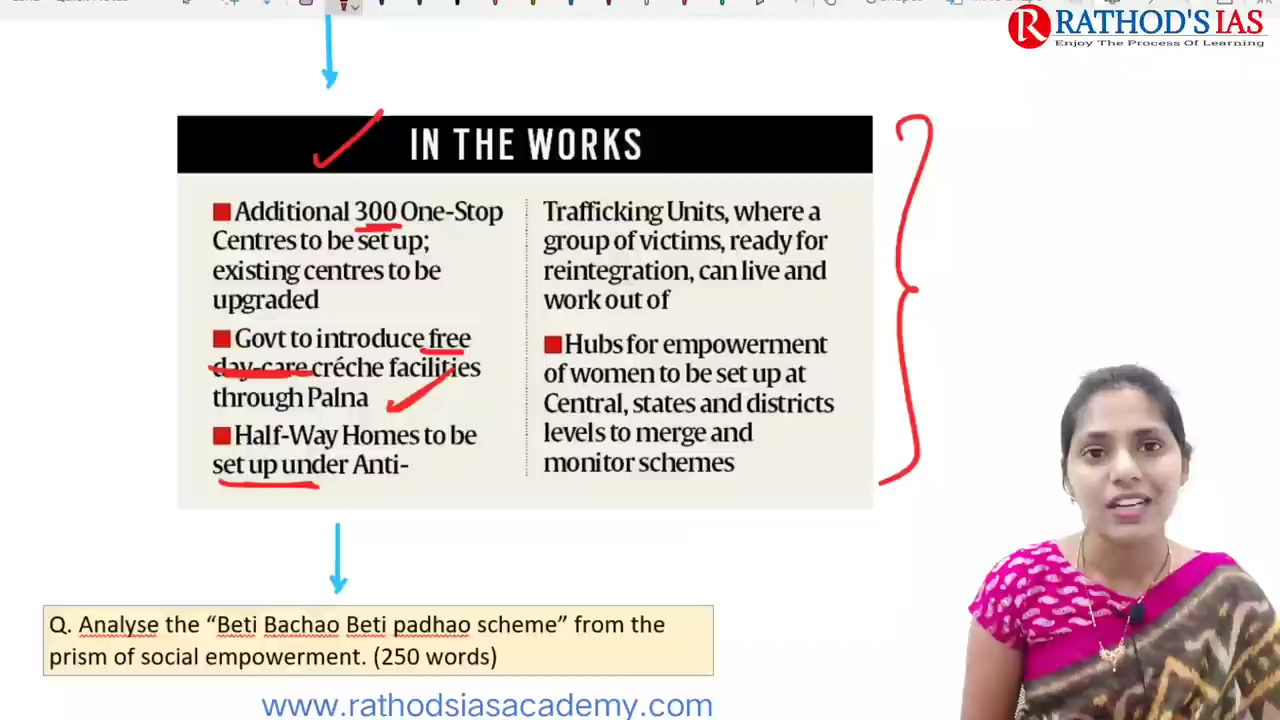 RATHOD'S IAS
Enjoy The Process Of Learning
IN THE WORKS
Additional 300 One-Stop
Centres to be set up;
existing centres to be
upgraded
Govt to introduce free
day-care créche facilities
through Palna
Half-Way Homes to be
set up under Anti-
Trafficking Units, where a
group of victims, ready for
reintegration, can live and
work out of
Hubs for empowerment
of women to be set up at
Central, states and districts
levels to merge and
monitor schemes
Q. Analyse the “Beti Bachao Beti padhao scheme” from the
prism of social empowerment. (250 words)
www.rathodsiasacademy.com